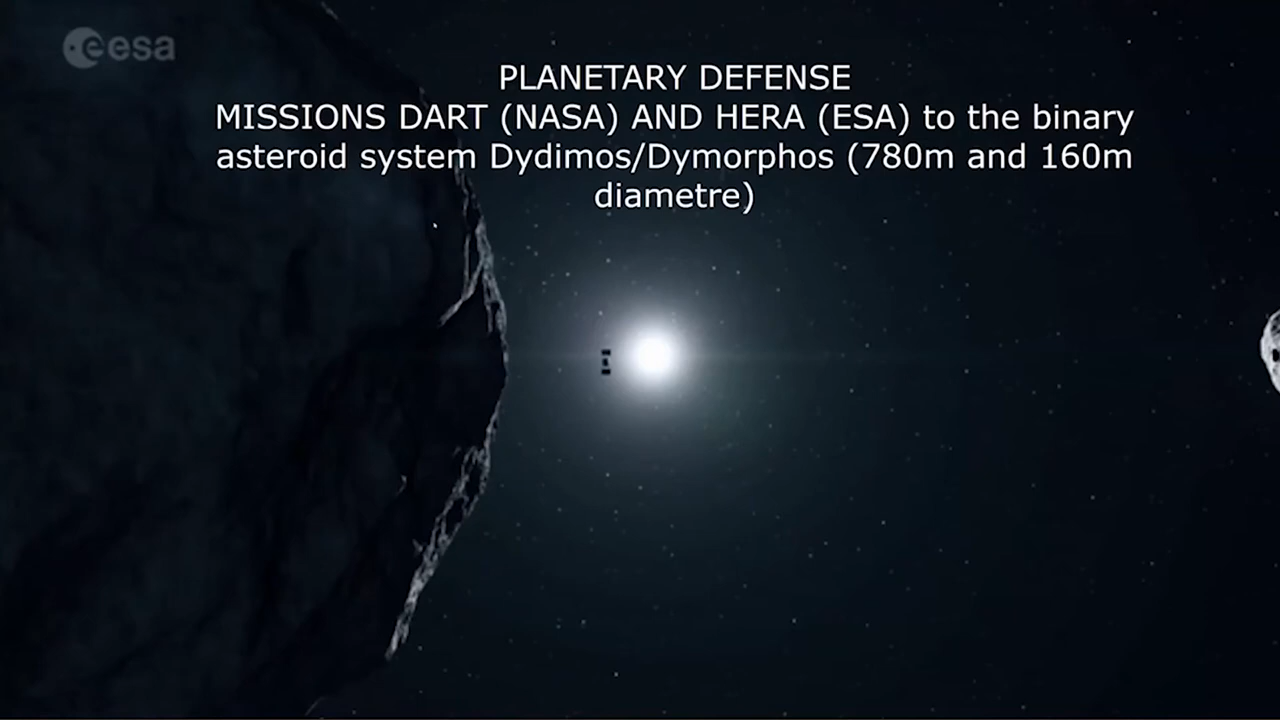 esa
PLANETARY DEFENSE
MISSIONS DART (NASA) AND HERA (ESA) to the binary
asteroid system Dydimos/Dymorphos (780m and 160m
diametre)